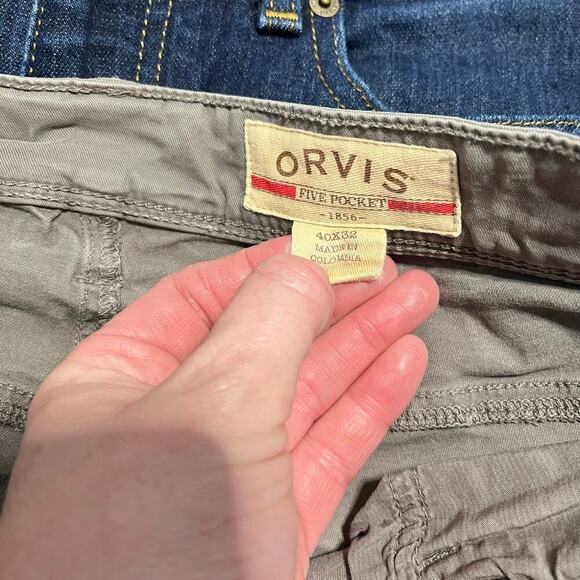 ORVIS
FIVE POCKET
-1856-
40X32
MADE IN
COLOMBIA